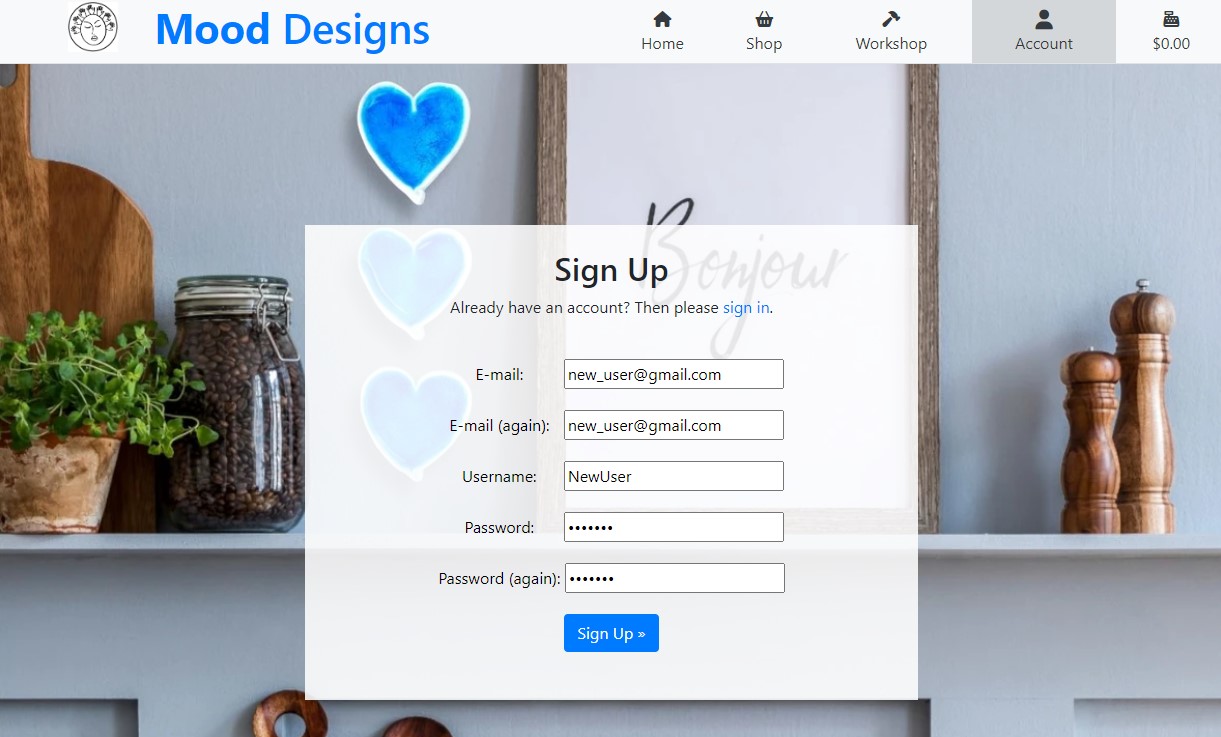 Mood Designs
Home
Shop
Workshop
Account
$0.00
Bonjour
Sign Up
Already have an account? Then please sign in.
E-mail: new_user@gmail.com
E-mail (again): new_user@gmail.com
Username: NewUser
Password: •••••••
Password (again): •••••••
Sign Up »